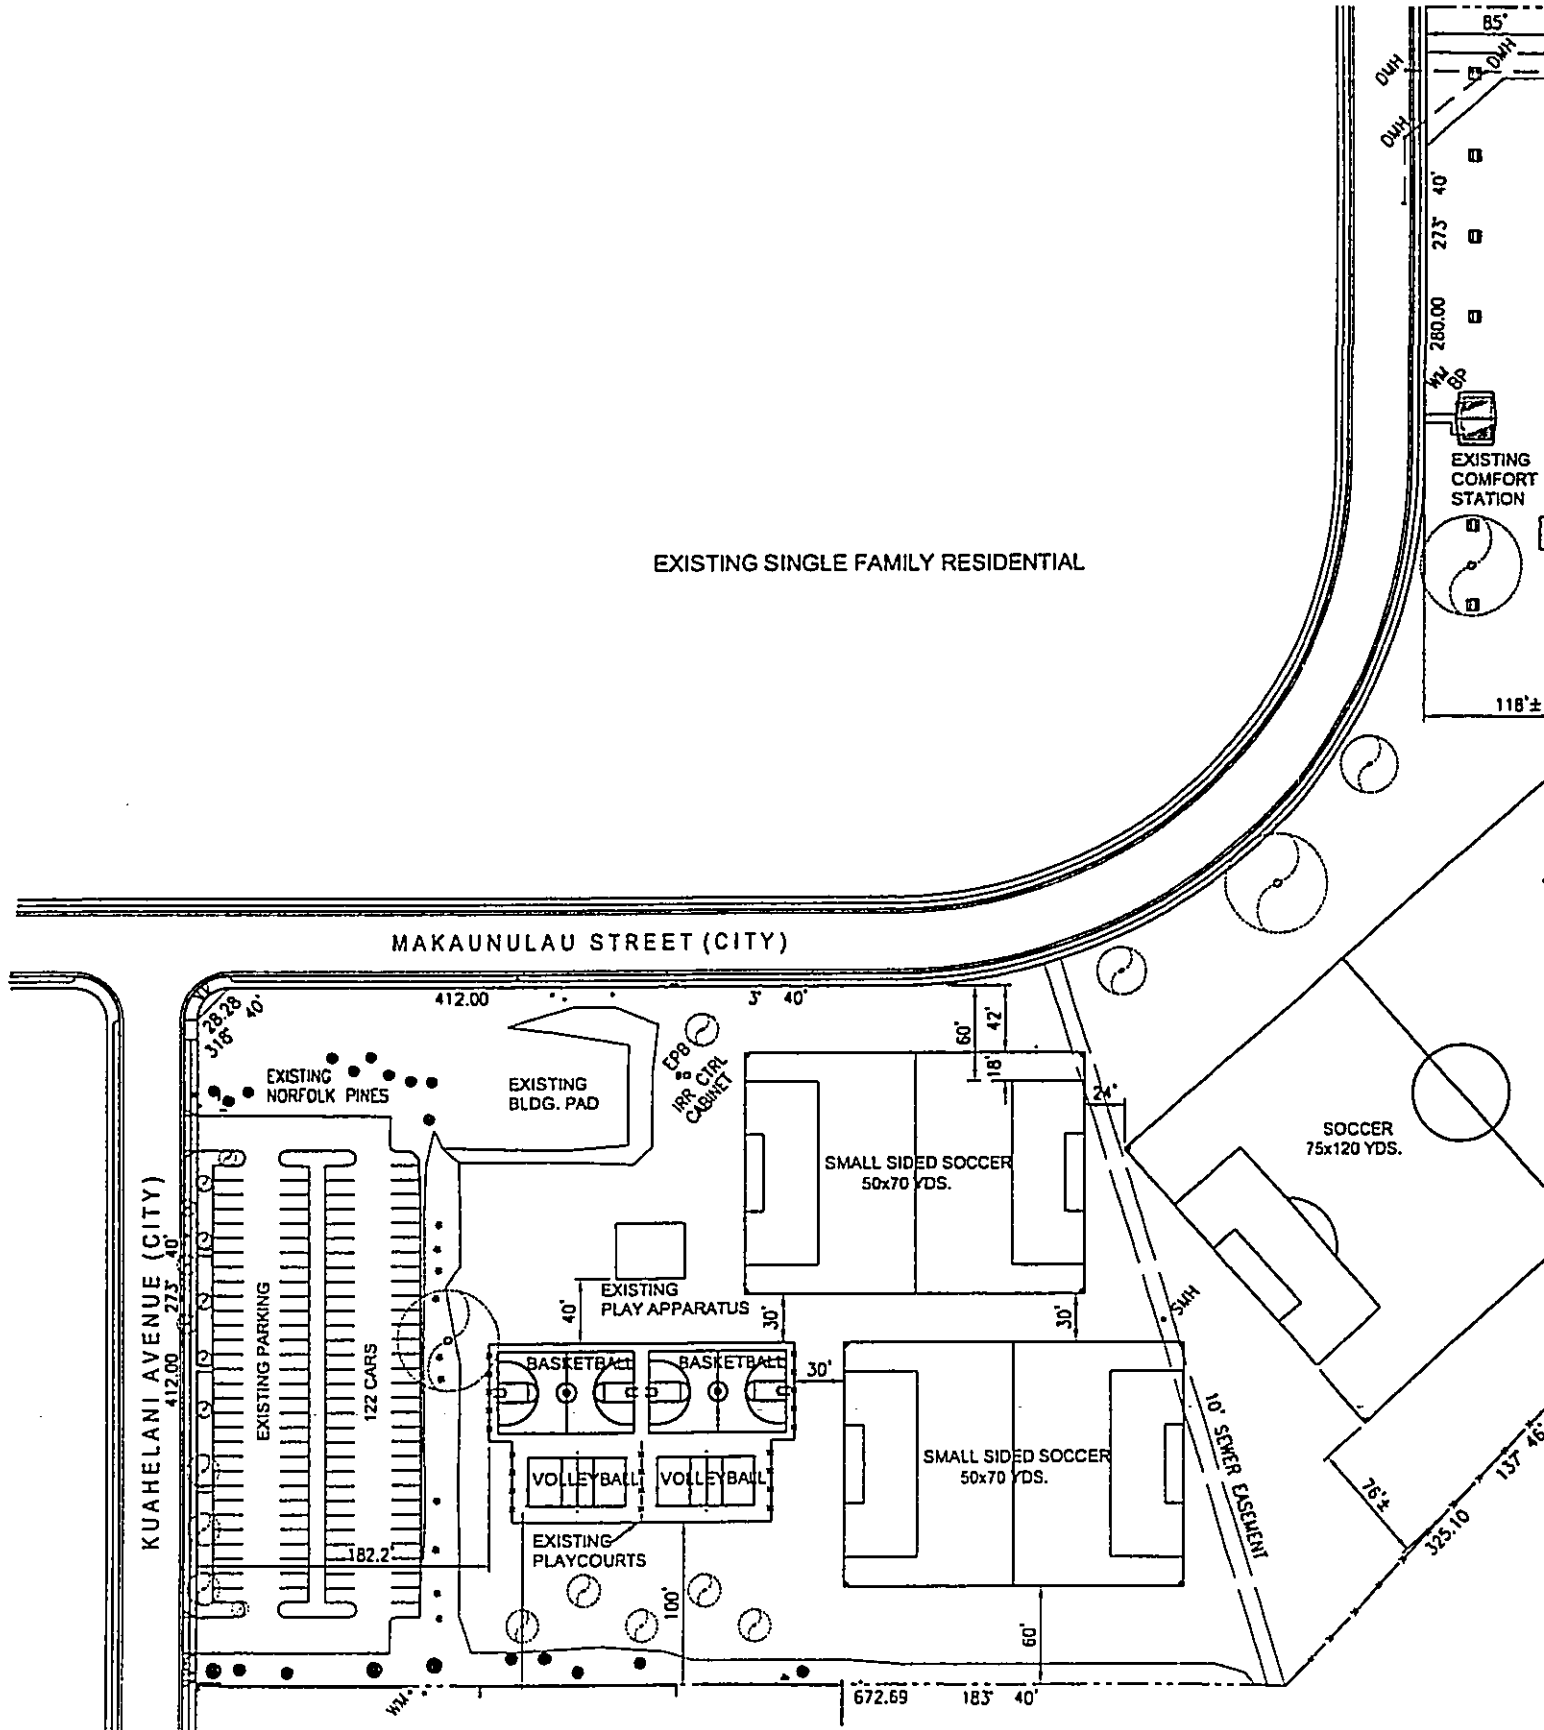 85'
DMH
DMH
DMH
273° 40'
280.00
WM
BP
EXISTING
COMFORT
STATION
EXISTING SINGLE FAMILY RESIDENTIAL
118'±
MAKAUNULAU STREET (CITY)
412.00
3° 40'
28.28
318° 40'
60'
42'
18'
24'
EXISTING
NORFOLK PINES
EXISTING
BLDG. PAD
EPB
IRR CTRL
CABINET
SMALL SIDED SOCCER
50x70 YDS.
SOCCER
75x120 YDS.
KUAHELANI AVENUE (CITY)
412.00 273° 40'
EXISTING PARKING
122 CARS
EXISTING
PLAY APPARATUS
40'
30'
30'
SMH
BASKETBALL
BASKETBALL
30'
10' SEWER EASEMENT
SMALL SIDED SOCCER
50x70 YDS.
VOLLEYBALL
VOLLEYBALL
137° 46'
76'±
325.10
EXISTING
PLAYCOURTS
182.2'
100'
60'
WM
672.69
183° 40'